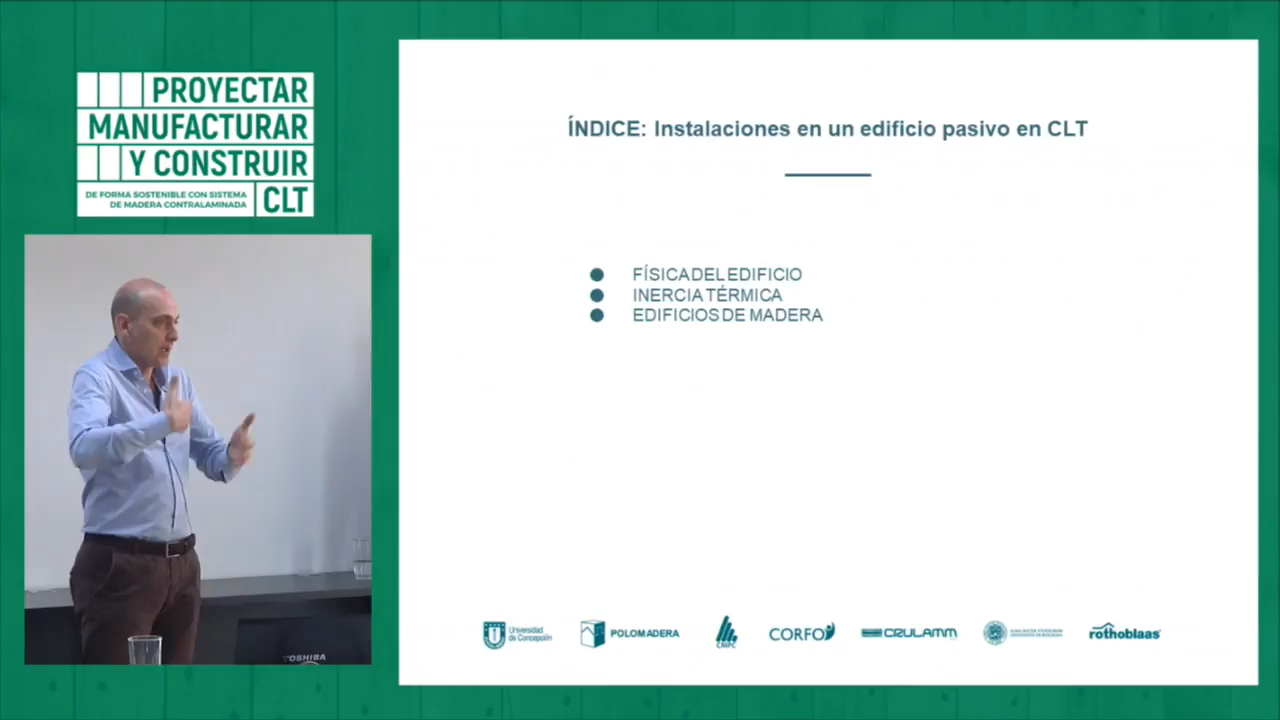 PROYECTAR
MANUFACTURAR
Y CONSTRUIR
DE FORMA SOSTENIBLE CON SISTEMA
DE MADERA CONTRALAMINADA
CLT
ÍNDICE: Instalaciones en un edificio pasivo en CLT
FÍSICA DEL EDIFICIO
INERCIA TÉRMICA
EDIFICIOS DE MADERA
Universidad
de Concepción
POLOMADERA
CMPC
CORFO
CRULAMM
rothoblaas
TOSHIBA